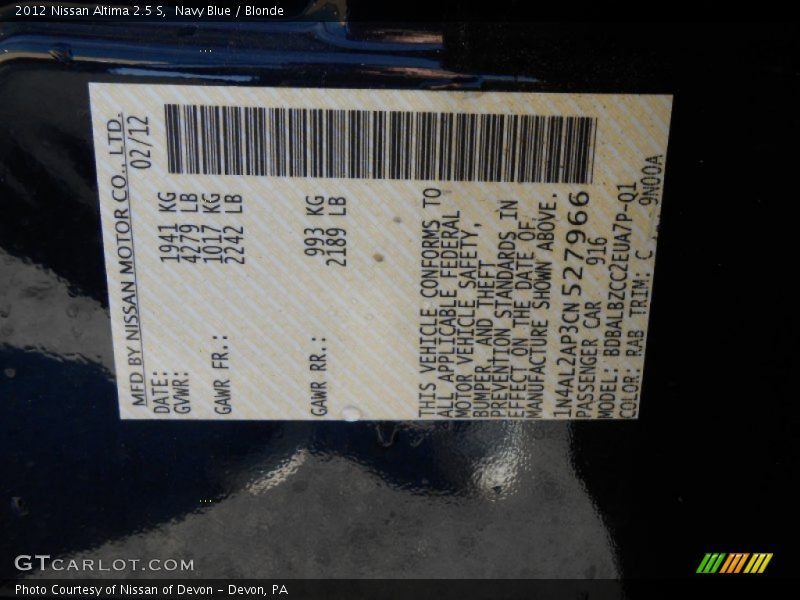 2012 Nissan Altima 2.5 S,  Navy Blue / Blonde
MFD BY NISSAN MOTOR CO., LTD.
DATE: 02/12
GVWR: 1941 KG
4279 LB
GAWR FR.: 1017 KG
2242 LB
GAWR RR.: 993 KG
2189 LB
THIS VEHICLE CONFORMS TO
ALL APPLICABLE FEDERAL
MOTOR VEHICLE SAFETY,
BUMPER AND THEFT
PREVENTION STANDARDS IN
EFFECT ON THE DATE OF
MANUFACTURE SHOWN ABOVE.
1N4AL2AP3CN527966
PASSENGER CAR 916
MODEL: BDBALBZCC2EUA7P-Q1
COLOR: RAB TRIM: C 9N00A
GTCARLOT.COM
Photo Courtesy of Nissan of Devon - Devon, PA